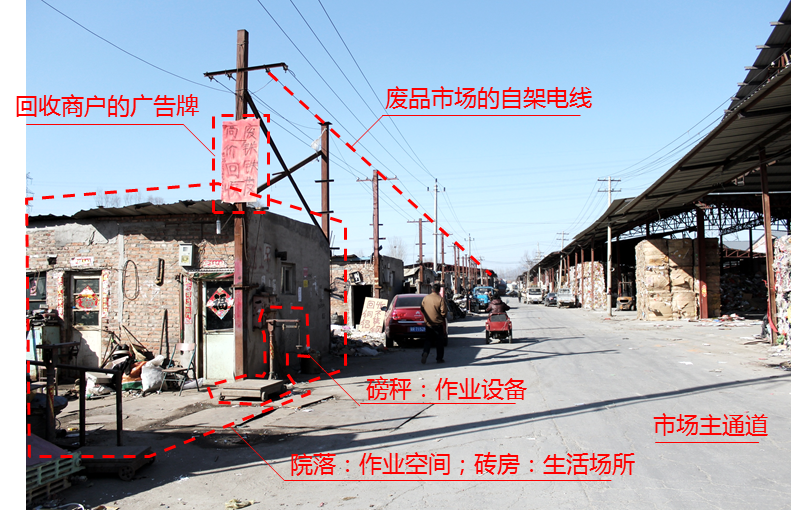 废品市场的自架电线
回收商户的广告牌
高价回收
废钢铁房
磅秤：作业设备
市场主通道
院落：作业空间；砖房：生活场所